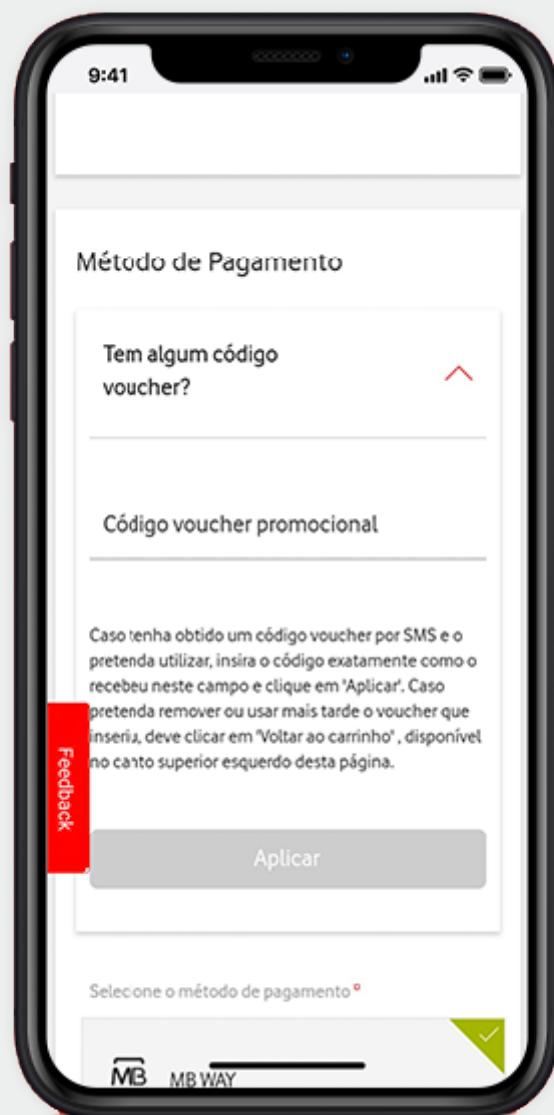 9:41
Método de Pagamento
Tem algum código
voucher?
Código voucher promocional
Caso tenha obtido um código voucher por SMS e o
pretenda utilizar, insira o código exatamente como o
recebeu neste campo e clique em 'Aplicar'. Caso
pretenda remover ou usar mais tarde o voucher que
inseriu, deve clicar em 'Voltar ao carrinho' , disponível
no canto superior esquerdo desta página.
Feedback
Aplicar
Selecione o método de pagamento*
MB MB WAY